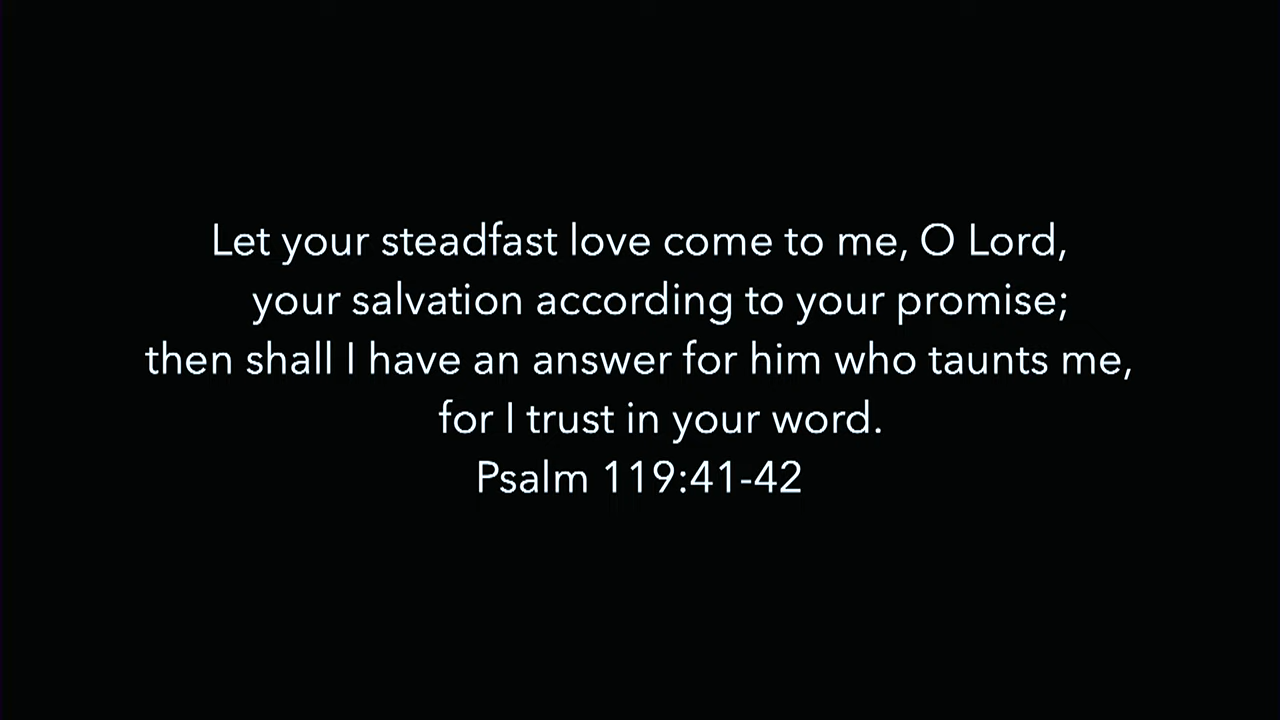 Let your steadfast love come to me, O Lord,
your salvation according to your promise;
then shall I have an answer for him who taunts me,
for I trust in your word.
Psalm 119:41-42